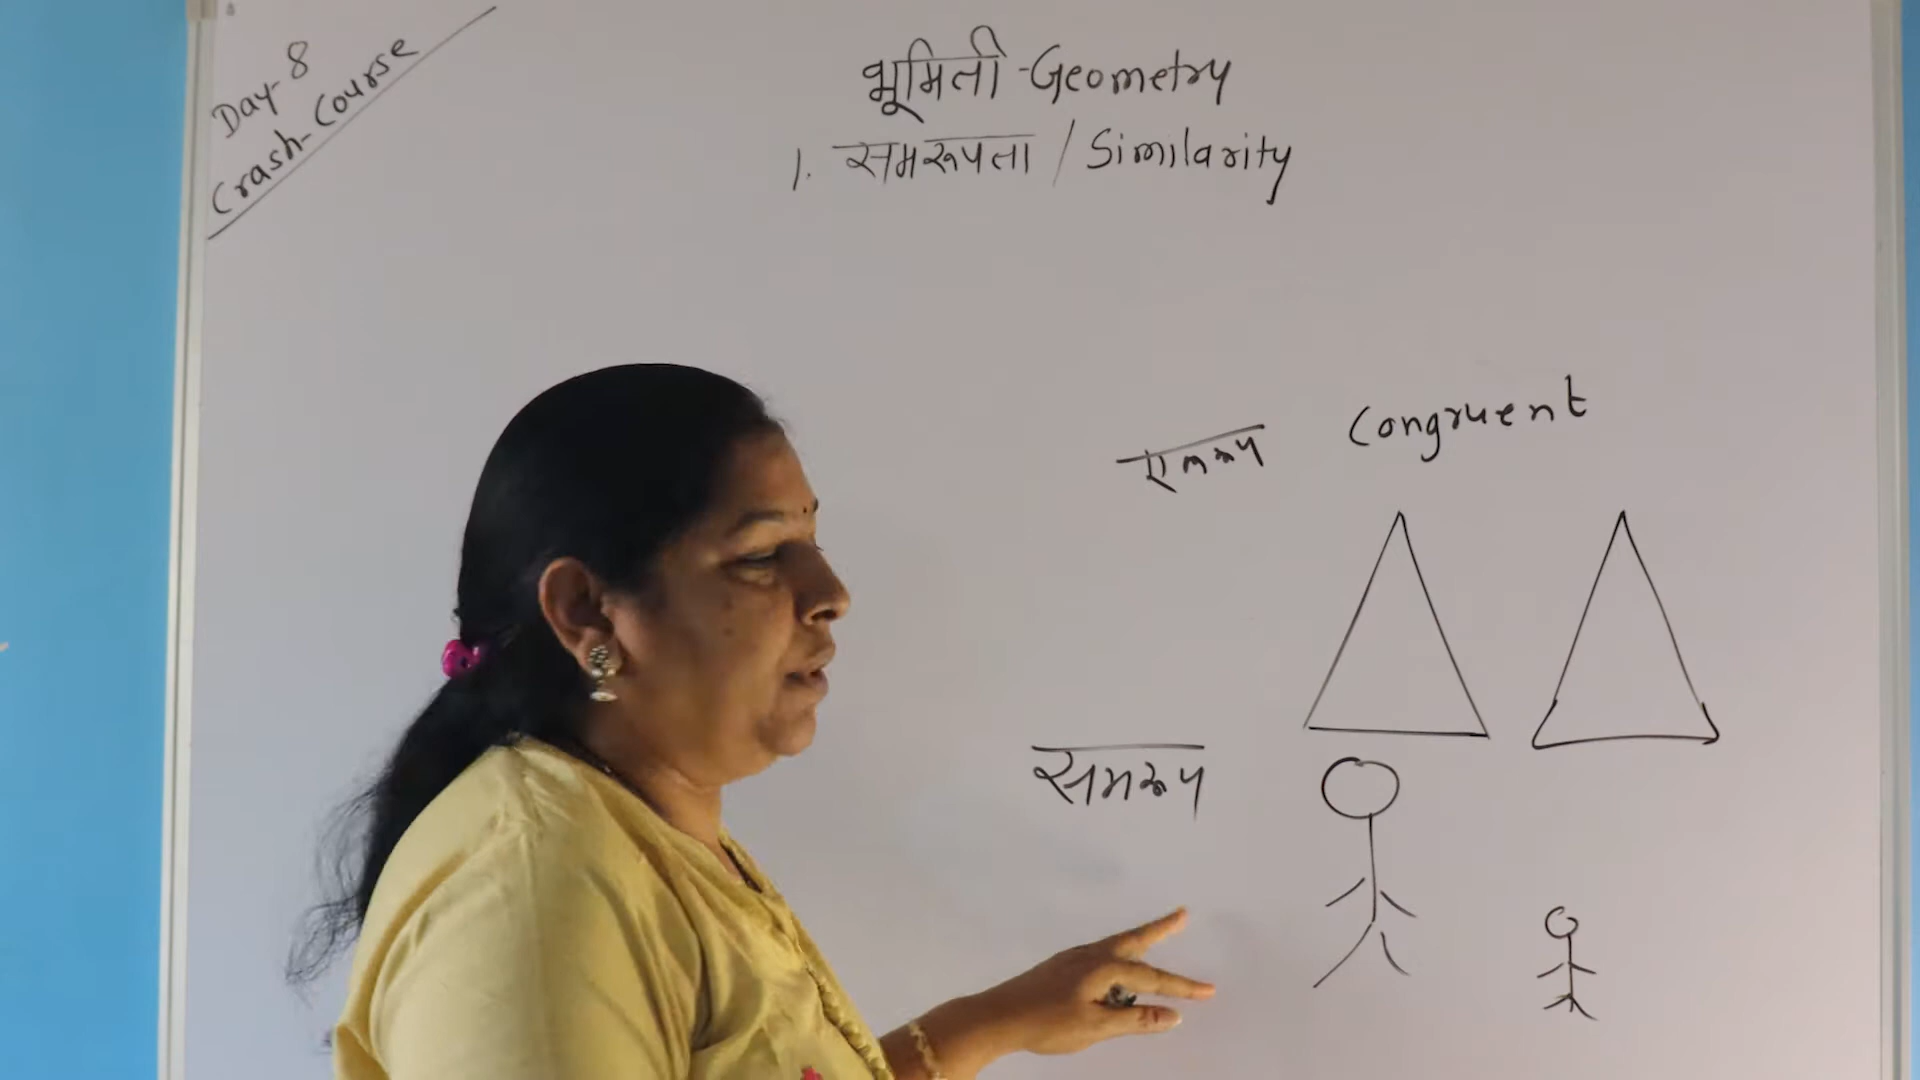 Day-8
Crash-Course
भूमिती - Geometry
1. समरूपता / Similarity
एकरूप Congruent
समरूप